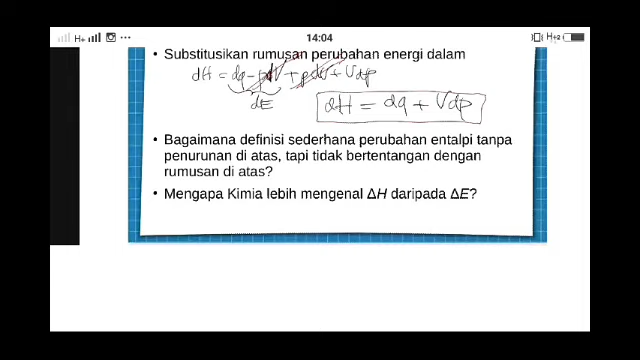 H+ 14:04 H+
• Substitusikan rumusan perubahan energi dalam
dH = dq - pdV + pdV + Vdp
dE
dH = dq + Vdp
• Bagaimana definisi sederhana perubahan entalpi tanpa
penurunan di atas, tapi tidak bertentangan dengan
rumusan di atas?
• Mengapa Kimia lebih mengenal ΔH daripada ΔE?